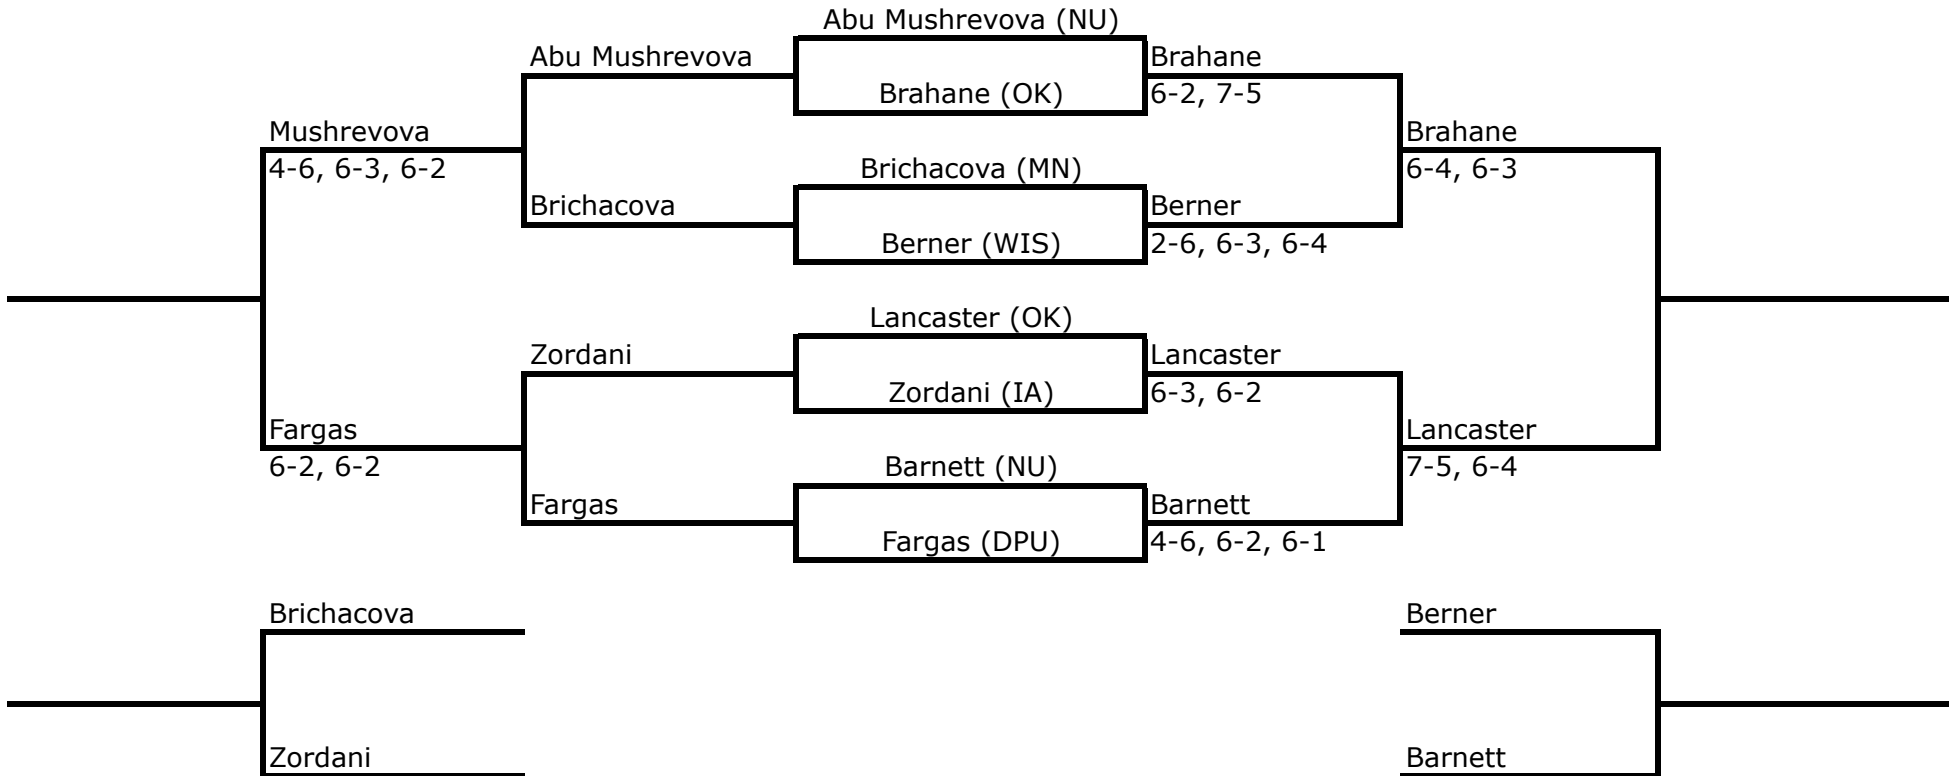 Abu Mushrevova (NU)
Abu Mushrevova
Brahane
Brahane (OK)
6-2, 7-5
Mushrevova
Brahane
4-6, 6-3, 6-2
Brichacova (MN)
6-4, 6-3
Brichacova
Berner
Berner (WIS)
2-6, 6-3, 6-4
Lancaster (OK)
Zordani
Lancaster
Zordani (IA)
6-3, 6-2
Fargas
Lancaster
6-2, 6-2
Barnett (NU)
7-5, 6-4
Fargas
Barnett
Fargas (DPU)
4-6, 6-2, 6-1
Brichacova
Berner
Zordani
Barnett